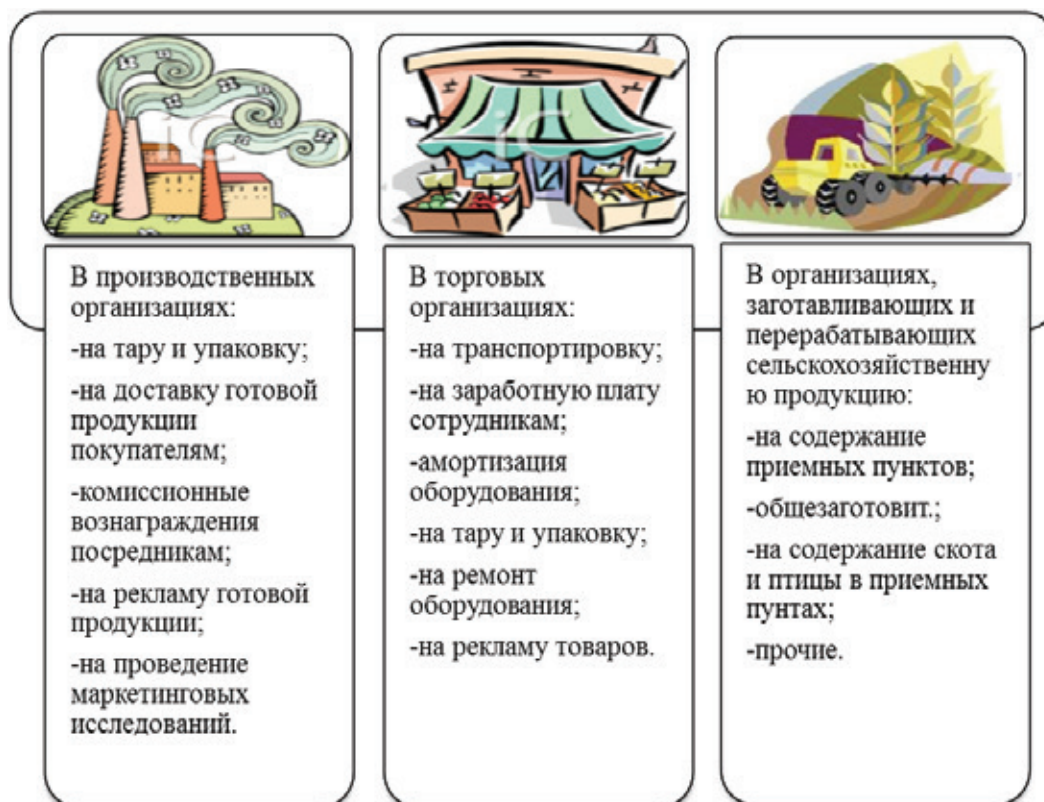 iC
iC
В производственных
организациях:
-на тару и упаковку;
-на доставку готовой
продукции
покупателям;
-комиссионные
вознаграждения
посредникам;
-на рекламу готовой
продукции;
-на проведение
маркетинговых
исследований.
В торговых
организациях:
-на транспортировку;
-на заработную плату
сотрудникам;
-амортизация
оборудования;
-на тару и упаковку;
-на ремонт
оборудования;
-на рекламу товаров.
В организациях,
заготавливающих и
перерабатывающих
сельскохозяйственну
ю продукцию:
-на содержание
приемных пунктов;
-общезаготовит.;
-на содержание скота
и птицы в приемных
пунтах;
-прочие.